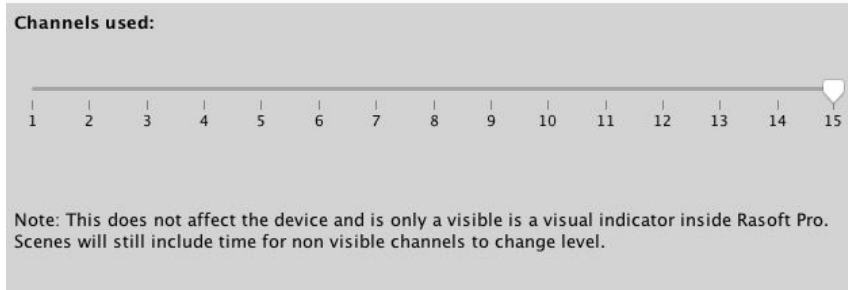 Channels used:
1 2 3 4 5 6 7 8 9 10 11 12 13 14 15
Note: This does not affect the device and is only a visible is a visual indicator inside Rasoft Pro.
Scenes will still include time for non visible channels to change level.